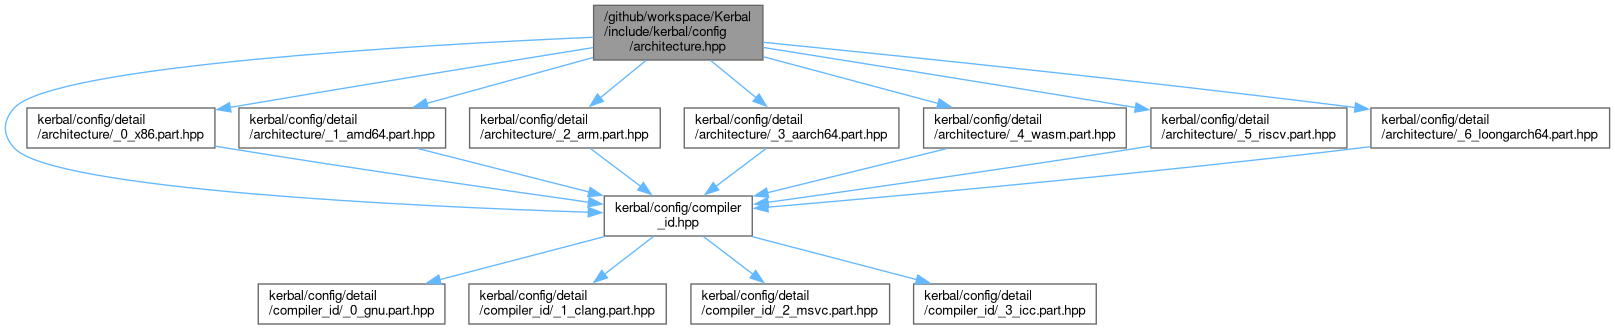 /github/workspace/Kerbal
/include/kerbal/config
/architecture.hpp
kerbal/config/detail
/architecture/_0_x86.part.hpp
kerbal/config/detail
/architecture/_1_amd64.part.hpp
kerbal/config/detail
/architecture/_2_arm.part.hpp
kerbal/config/detail
/architecture/_3_aarch64.part.hpp
kerbal/config/detail
/architecture/_4_wasm.part.hpp
kerbal/config/detail
/architecture/_5_riscv.part.hpp
kerbal/config/detail
/architecture/_6_loongarch64.part.hpp
kerbal/config/compiler
_id.hpp
kerbal/config/detail
/compiler_id/_0_gnu.part.hpp
kerbal/config/detail
/compiler_id/_1_clang.part.hpp
kerbal/config/detail
/compiler_id/_2_msvc.part.hpp
kerbal/config/detail
/compiler_id/_3_icc.part.hpp